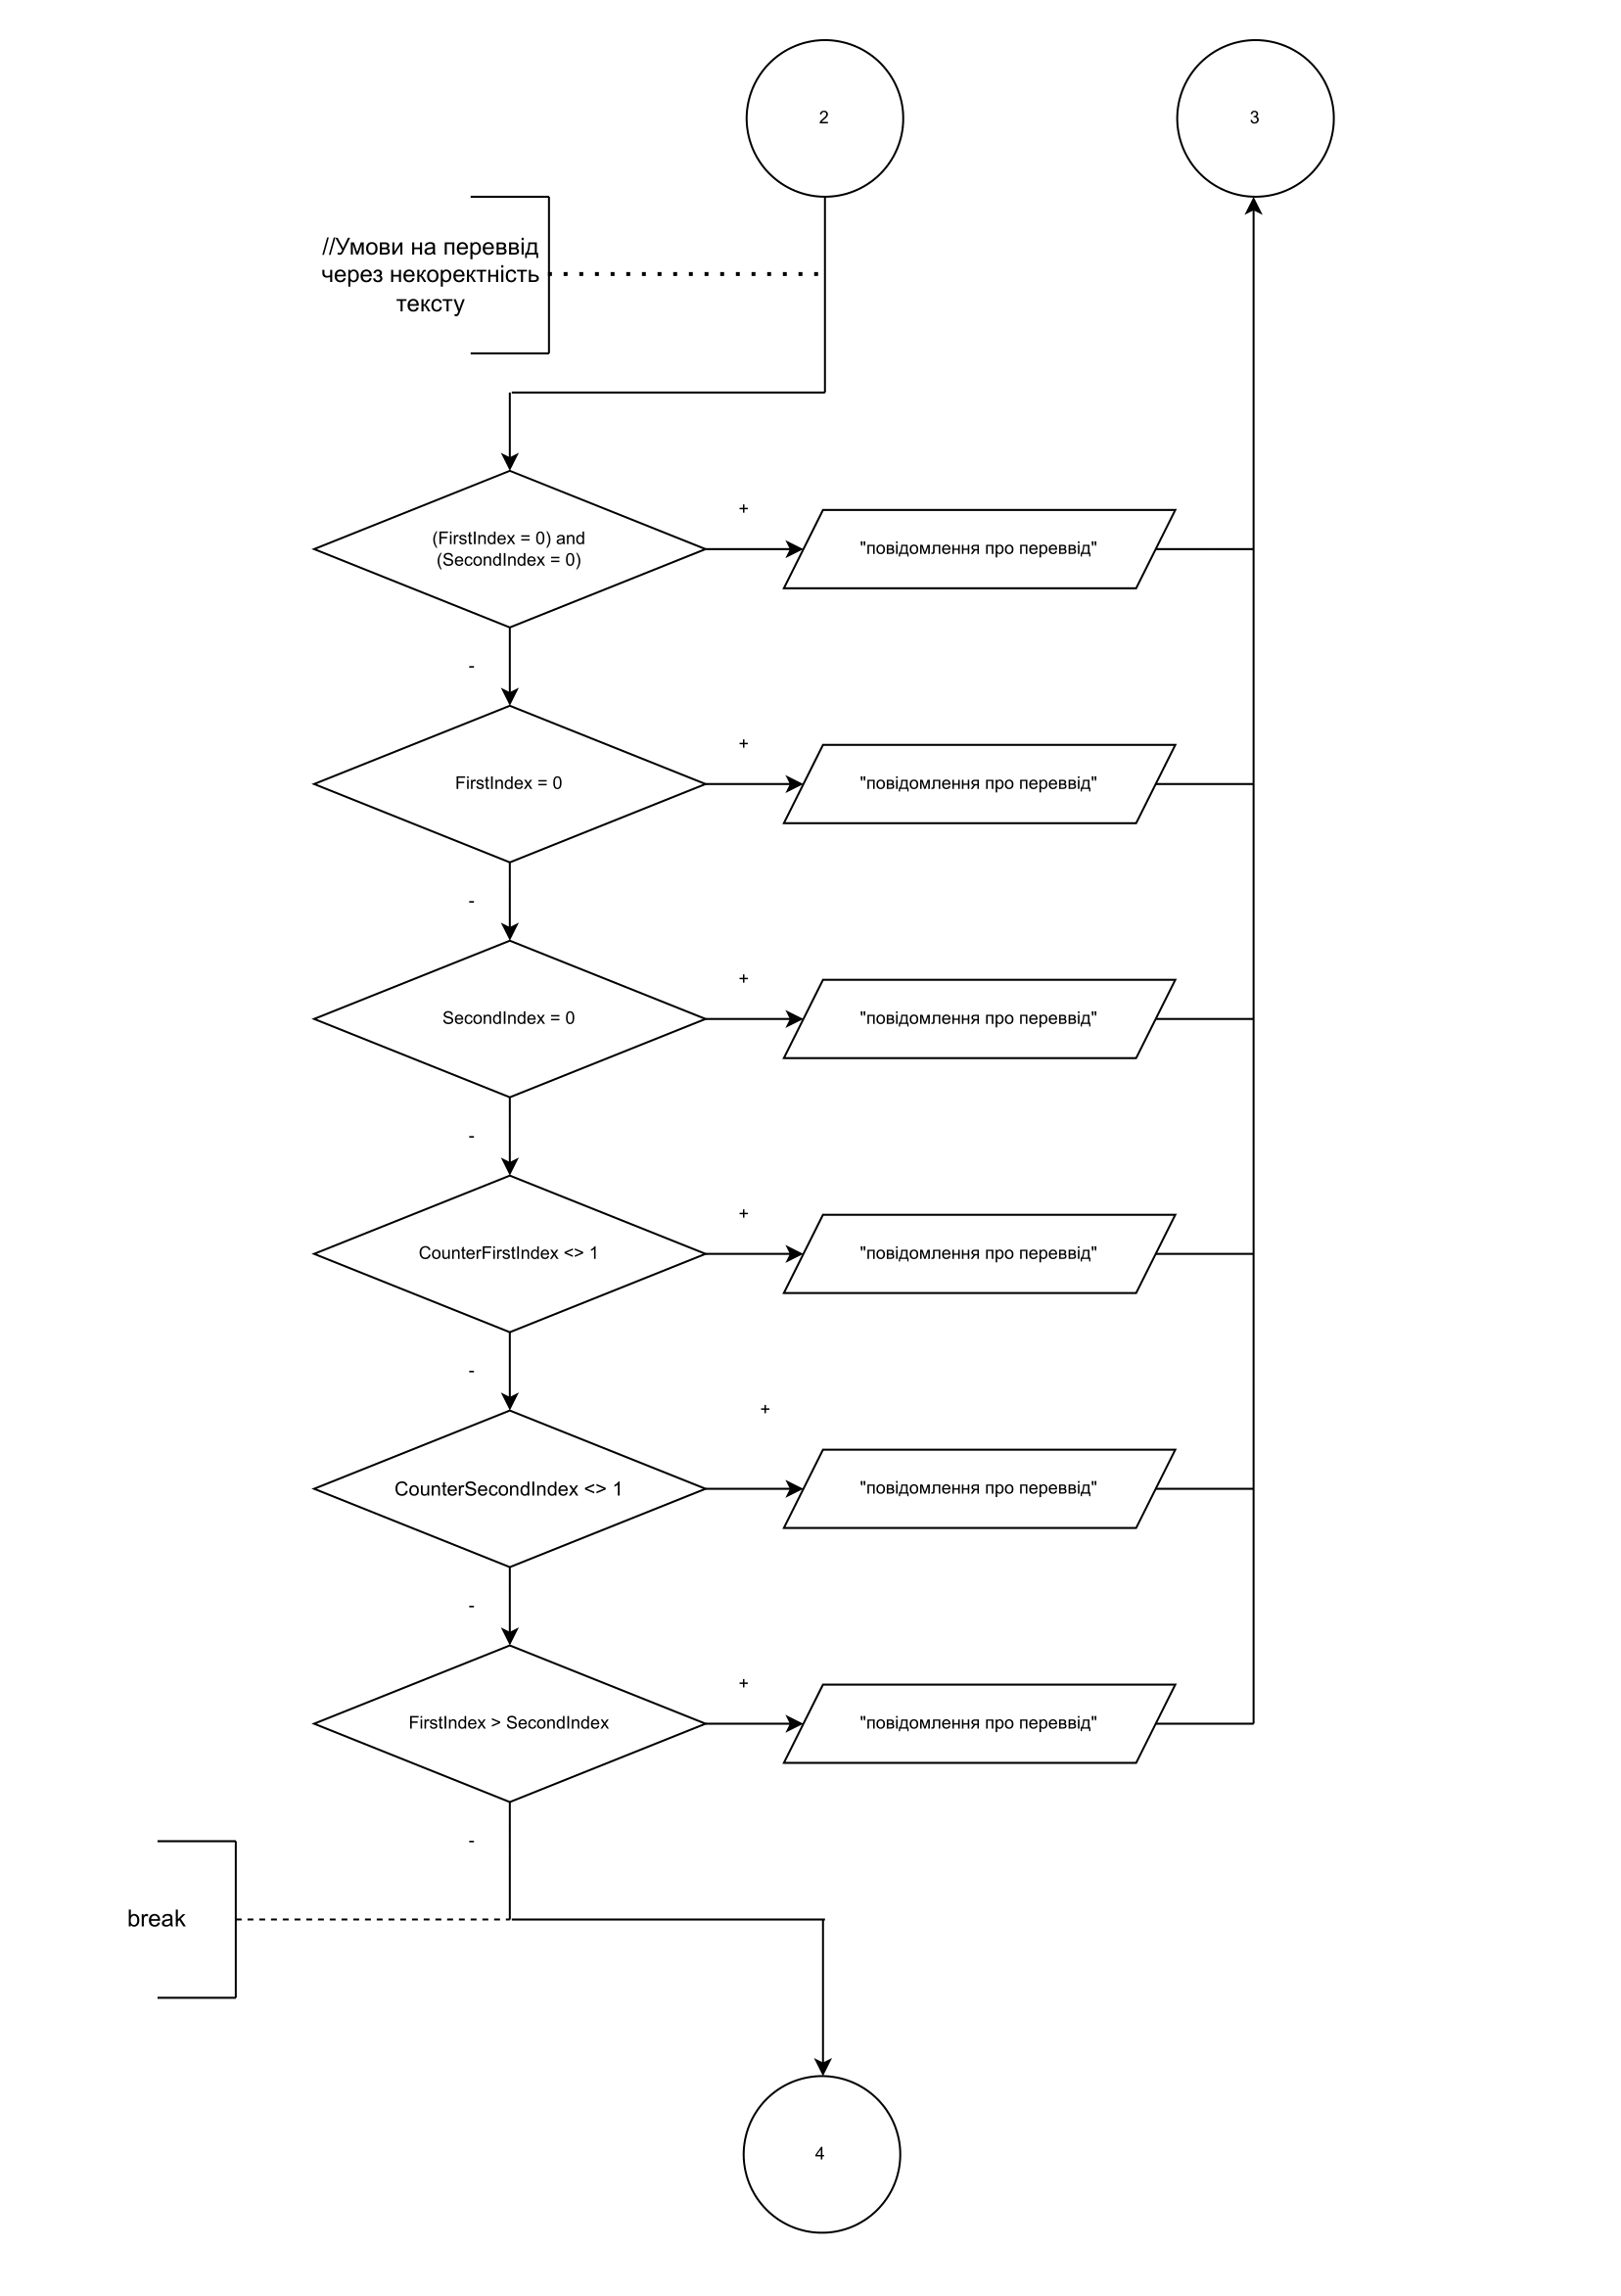 2
3
//Умови на переввід
через некоректність
тексту
(FirstIndex = 0) and
(SecondIndex = 0)
+
"повідомлення про переввід"
-
FirstIndex = 0
+
"повідомлення про переввід"
-
SecondIndex = 0
+
"повідомлення про переввід"
-
CounterFirstIndex <> 1
+
"повідомлення про переввід"
-
CounterSecondIndex <> 1
+
"повідомлення про переввід"
-
FirstIndex > SecondIndex
+
"повідомлення про переввід"
-
break
4